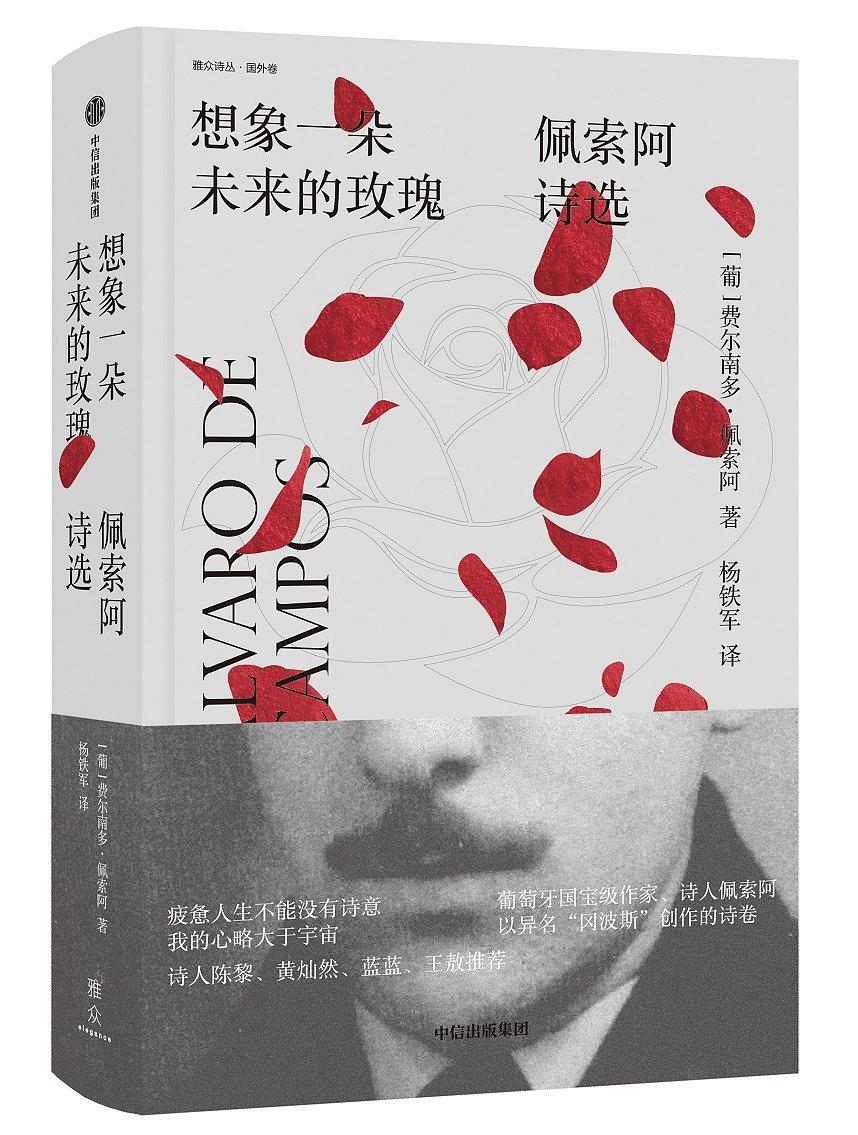 雅众诗丛·国外卷
想象一朵
未来的玫瑰
佩索阿
诗选
[葡]费尔南多·佩索阿 著
杨铁军 译
LVARO DE
CAMPOS
疲惫人生不能没有诗意
我的心略大于宇宙
诗人陈黎、黄灿然、蓝蓝、王敖推荐
葡萄牙国宝级作家、诗人佩索阿
以异名“冈波斯”创作的诗卷
中信出版集团
中信出版集团
想象一朵
未来的玫瑰
佩索阿
诗选
[葡]费尔南多·佩索阿 著
杨铁军 译
雅众
elegance